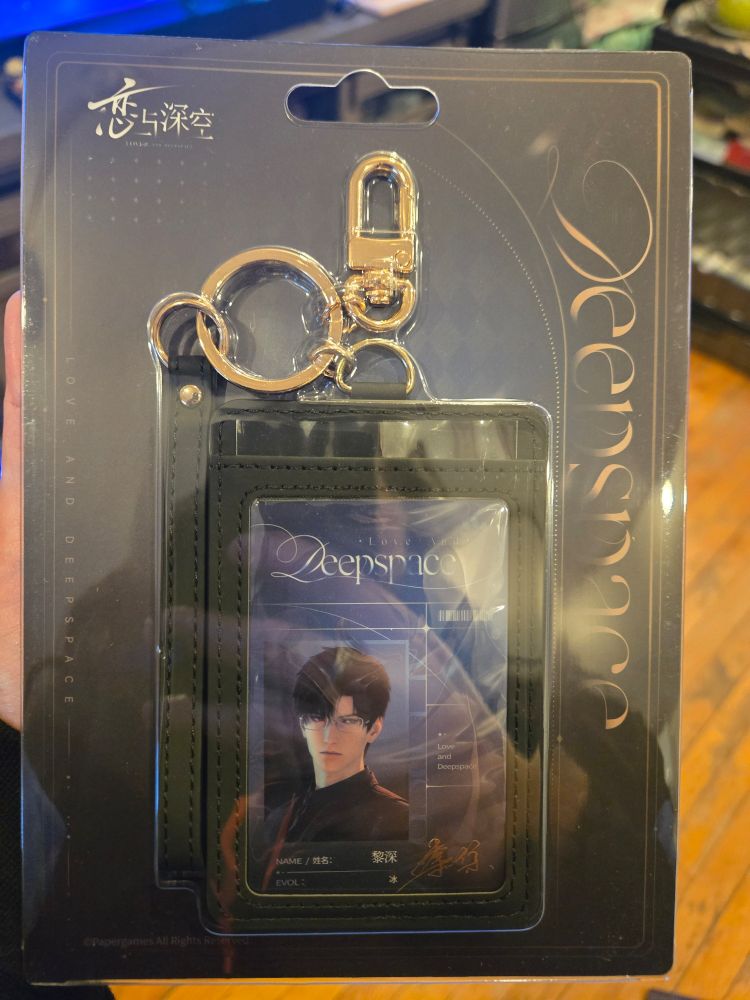 恋与深空
LOVE AND DEEPSPACE
Deepspace
LOVE AND DEEPSPACE
Love And
Deepspace
Love
and
Deepspace
NAME / 姓名: 黎深
EVOL: 冰
©Papergames All Rights Reserved